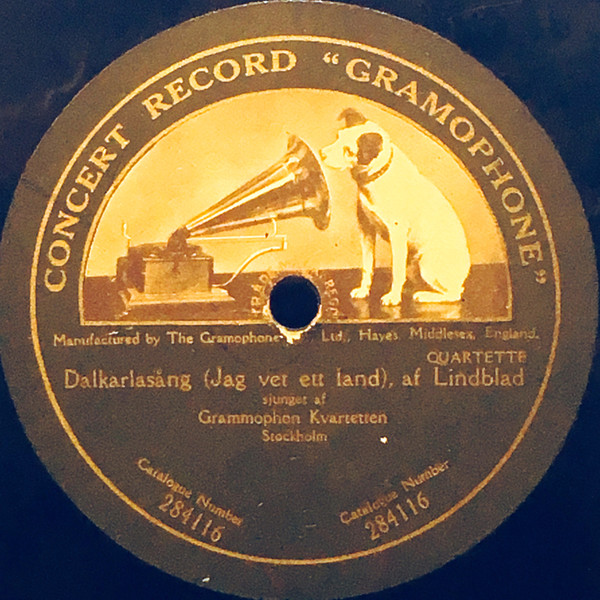 CONCERT RECORD “GRAMOPHONE”
Manufactured by The Gramophone Ltd., Hayes, Middlesex, England.
QUARTETTE
Dalkarlasång (Jag vet ett land), af Lindblad
sjunget af
Grammophon Kvartetten
Stockholm
Catalogue Number
284116
Catalogue Number
284116